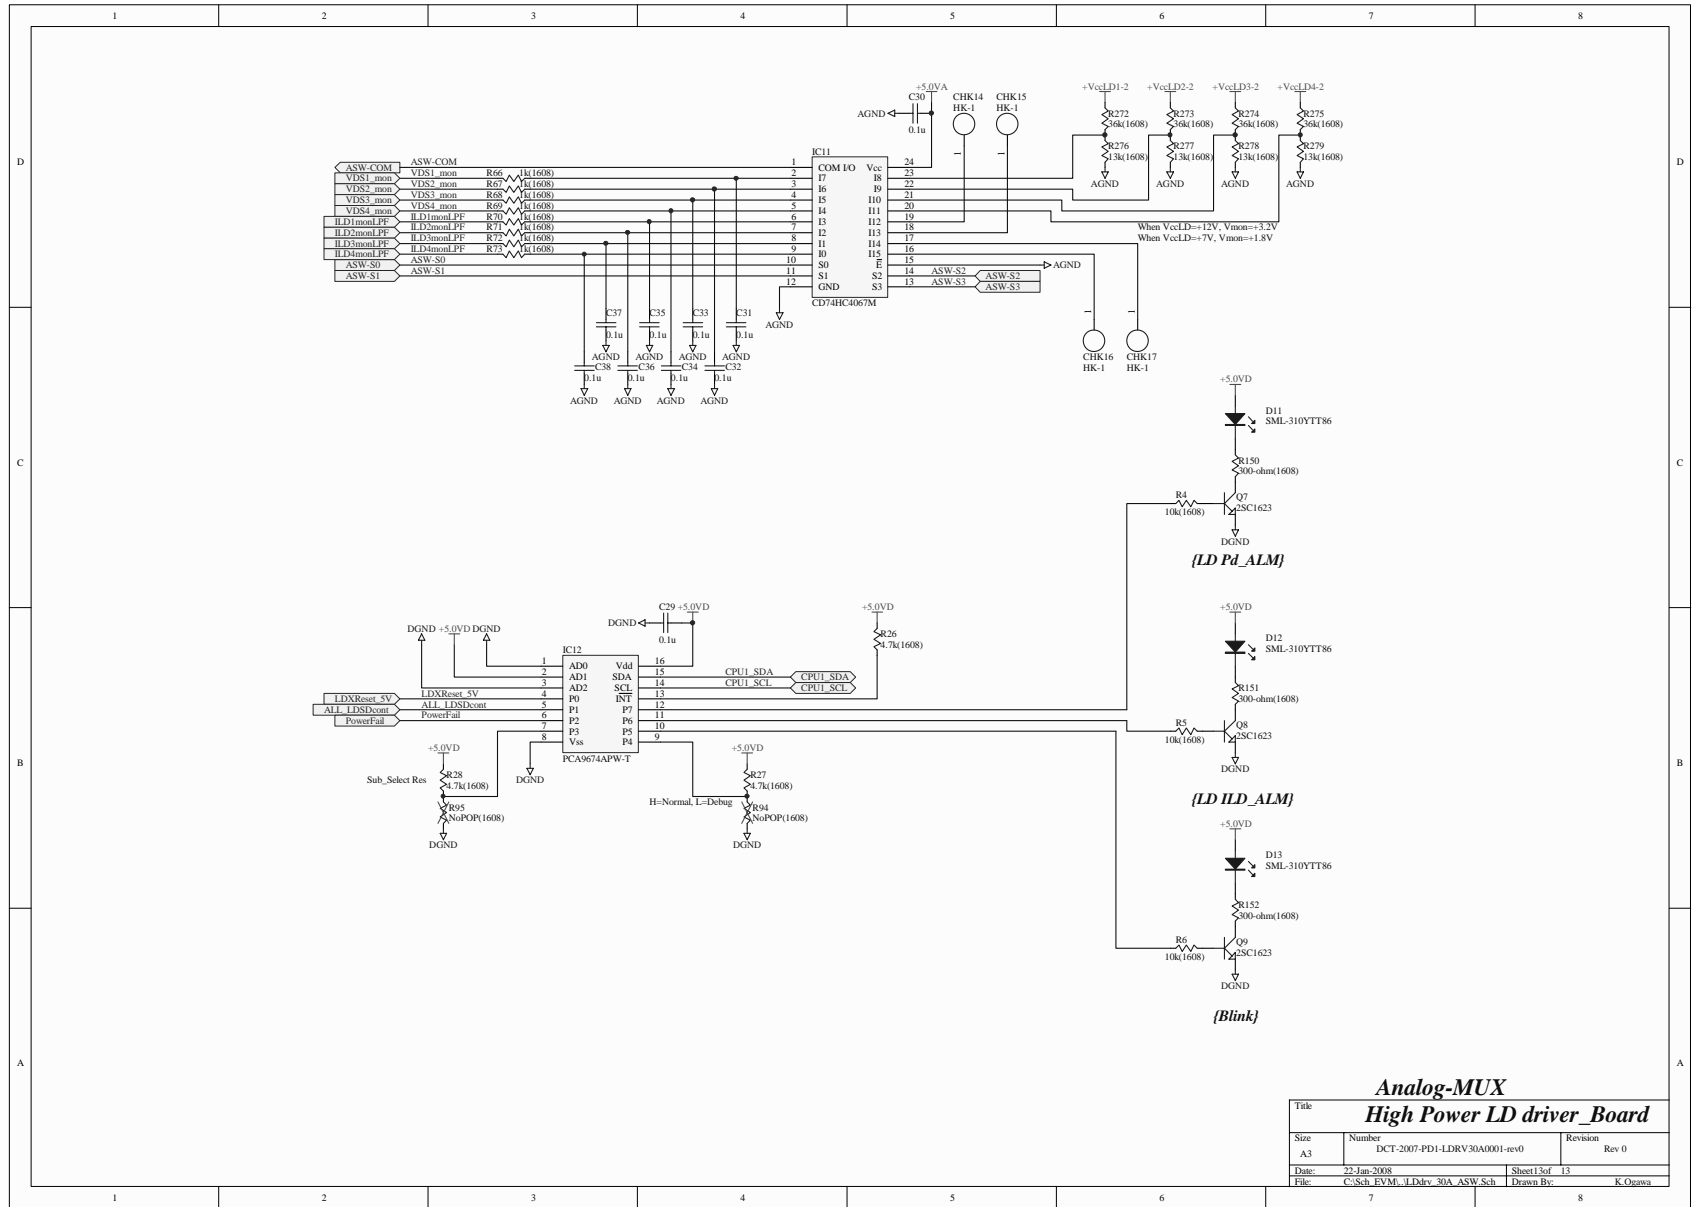 1 2 3 4 5 6 7 8
D D
C C
B B
A A
+5.0VA
C30
0.1u
AGND
CHK14
HK-1
1
CHK15
HK-1
1
+VccLD1-2 +VccLD2-2 +VccLD3-2 +VccLD4-2
R272
36k(1608)
R273
36k(1608)
R274
36k(1608)
R275
36k(1608)
R276
13k(1608)
R277
13k(1608)
R278
13k(1608)
R279
13k(1608)
AGND AGND AGND AGND
IC11
ASW-COM ASW-COM 1 COM I/O Vcc 24
VDS1_mon VDS1_mon R66 1k(1608) 2 I7 I8 23
VDS2_mon VDS2_mon R67 1k(1608) 3 I6 I9 22
VDS3_mon VDS3_mon R68 1k(1608) 4 I5 I10 21
VDS4_mon VDS4_mon R69 1k(1608) 5 I4 I11 20
ILD1monLPF ILD1monLPF R70 1k(1608) 6 I3 I12 19
ILD2monLPF ILD2monLPF R71 1k(1608) 7 I2 I13 18
ILD3monLPF ILD3monLPF R72 1k(1608) 8 I1 I14 17
ILD4monLPF ILD4monLPF R73 1k(1608) 9 I0 I15 16
ASW-S0 ASW-S0 10 S0 E 15 AGND
ASW-S1 ASW-S1 11 S1 S2 14 ASW-S2 ASW-S2
12 GND S3 13 ASW-S3 ASW-S3
CD74HC4067M
AGND
When VccLD=+12V, Vmon=+3.2V
When VccLD=+7V, Vmon=+1.8V
C37
0.1u
C35
0.1u
C33
0.1u
C31
0.1u
AGND AGND AGND AGND
C38
0.1u
C36
0.1u
C34
0.1u
C32
0.1u
AGND AGND AGND AGND
1
CHK16
HK-1
1
CHK17
HK-1
+5.0VD
D11
SML-310YTT86
R150
300-ohm(1608)
R4
10k(1608)
Q7
2SC1623
DGND
{LD Pd_ALM}
C29 +5.0VD
0.1u
DGND
+5.0VD
R26
4.7k(1608)
DGND +5.0VD DGND
IC12
1 AD0 Vdd 16
2 AD1 SDA 15 CPU1_SDA CPU1_SDA
3 AD2 SCL 14 CPU1_SCL CPU1_SCL
LDXReset_5V LDXReset_5V 4 P0 INT 13
ALL_LDSDcont ALL_LDSDcont 5 P1 P7 12
PowerFail PowerFail 6 P2 P6 11
7 P3 P5 10
8 Vss P4 9
PCA9674APW-T
DGND
+5.0VD
Sub_Select Res
R28
4.7k(1608)
R95
NoPOP(1608)
DGND
+5.0VD
R27
4.7k(1608)
H=Normal, L=Debug
R94
NoPOP(1608)
DGND
+5.0VD
D12
SML-310YTT86
R151
300-ohm(1608)
R5
10k(1608)
Q8
2SC1623
DGND
{LD ILD_ALM}
+5.0VD
D13
SML-310YTT86
R152
300-ohm(1608)
R6
10k(1608)
Q9
2SC1623
DGND
{Blink}
Analog-MUX
Title
High Power LD driver_Board
Size
A3
Number
DCT-2007-PD1-LDRV30A0001-rev0
Revision
Rev 0
Date: 22-Jan-2008 Sheet13of 13
File: C:\Sch_EVM\..\LDdrv_30A_ASW.Sch Drawn By: K.Ogawa
1 2 3 4 5 6 7 8